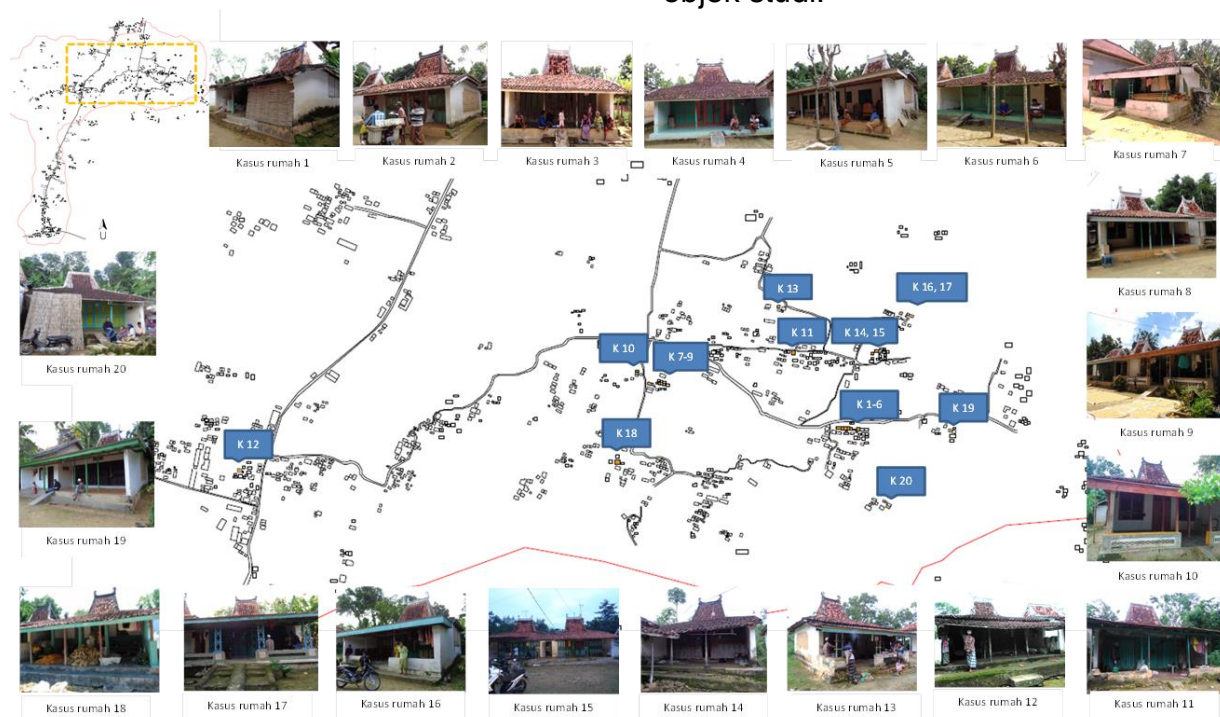 objek studi.
Kasus rumah 1
Kasus rumah 2
Kasus rumah 3
Kasus rumah 4
Kasus rumah 5
Kasus rumah 6
Kasus rumah 7
U
Kasus rumah 20
K 13
K 16, 17
Kasus rumah 8
K 11
K 14, 15
K 10
K 7-9
K 1-6
K 19
Kasus rumah 9
K 12
K 18
K 20
Kasus rumah 19
Kasus rumah 10
Kasus rumah 18
Kasus rumah 17
Kasus rumah 16
Kasus rumah 15
Kasus rumah 14
Kasus rumah 13
Kasus rumah 12
Kasus rumah 11